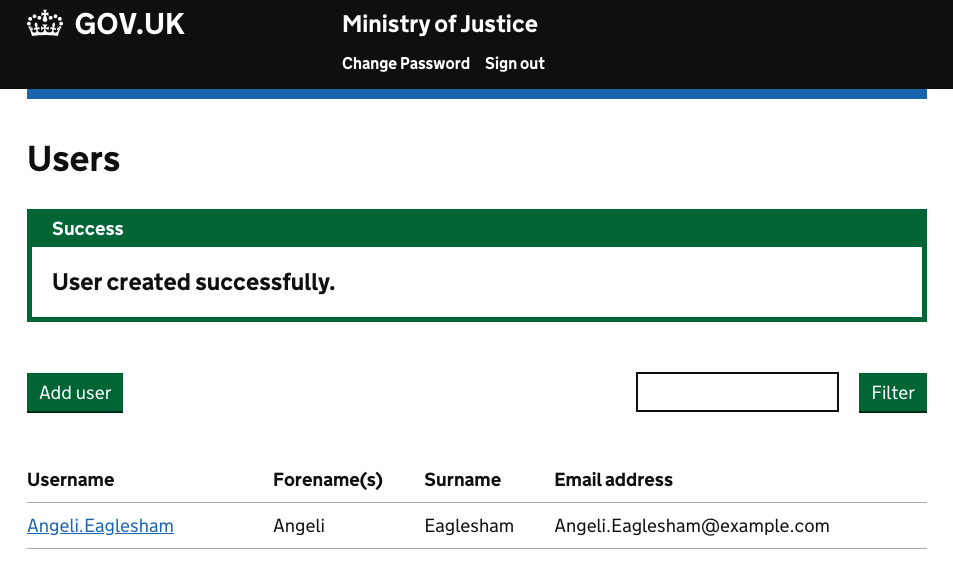 GOV.UK Ministry of Justice
Change Password Sign out
Users
Success
User created successfully.
Add user Filter
Username Forename(s) Surname Email address
Angeli.Eaglesham Angeli Eaglesham Angeli.Eaglesham@example.com